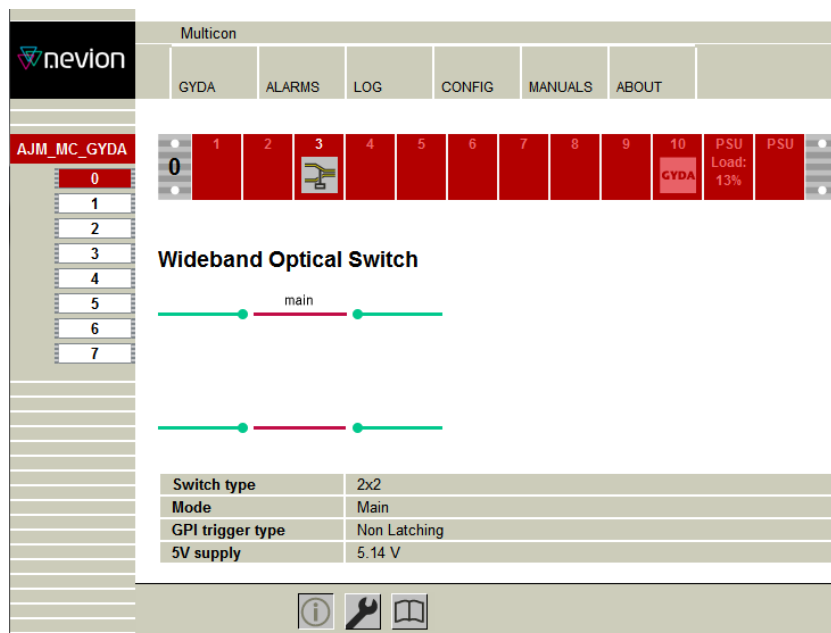 Multicon
nevion
GYDA ALARMS LOG CONFIG MANUALS ABOUT
AJM_MC_GYDA
0
1
2
3
4
5
6
7
0 1 2 3 4 5 6 7 8 9 10 PSU PSU
Load:
GYDA 13%
Wideband Optical Switch
main
Switch type 2x2
Mode Main
GPI trigger type Non Latching
5V supply 5.14 V